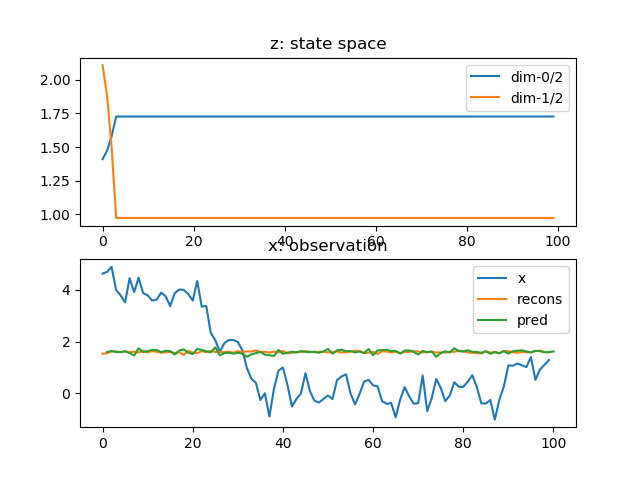 z: state space
2.00
1.75
1.50
1.25
1.00
dim-0/2
dim-1/2
0 20 40 60 80 100
x: observation
4
2
0
x
recons
pred
0 20 40 60 80 100